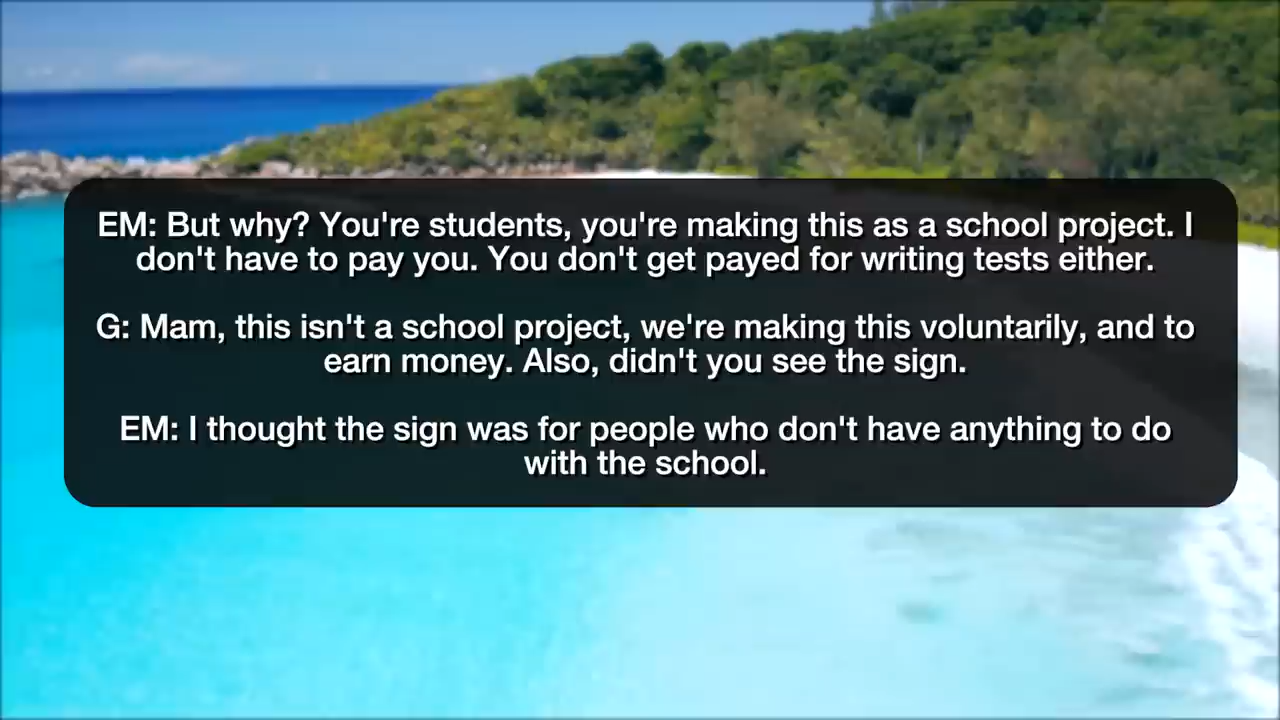 EM: But why? You're students, you're making this as a school project. I
don't have to pay you. You don't get payed for writing tests either.
G: Mam, this isn't a school project, we're making this voluntarily, and to
earn money. Also, didn't you see the sign.
EM: I thought the sign was for people who don't have anything to do
with the school.